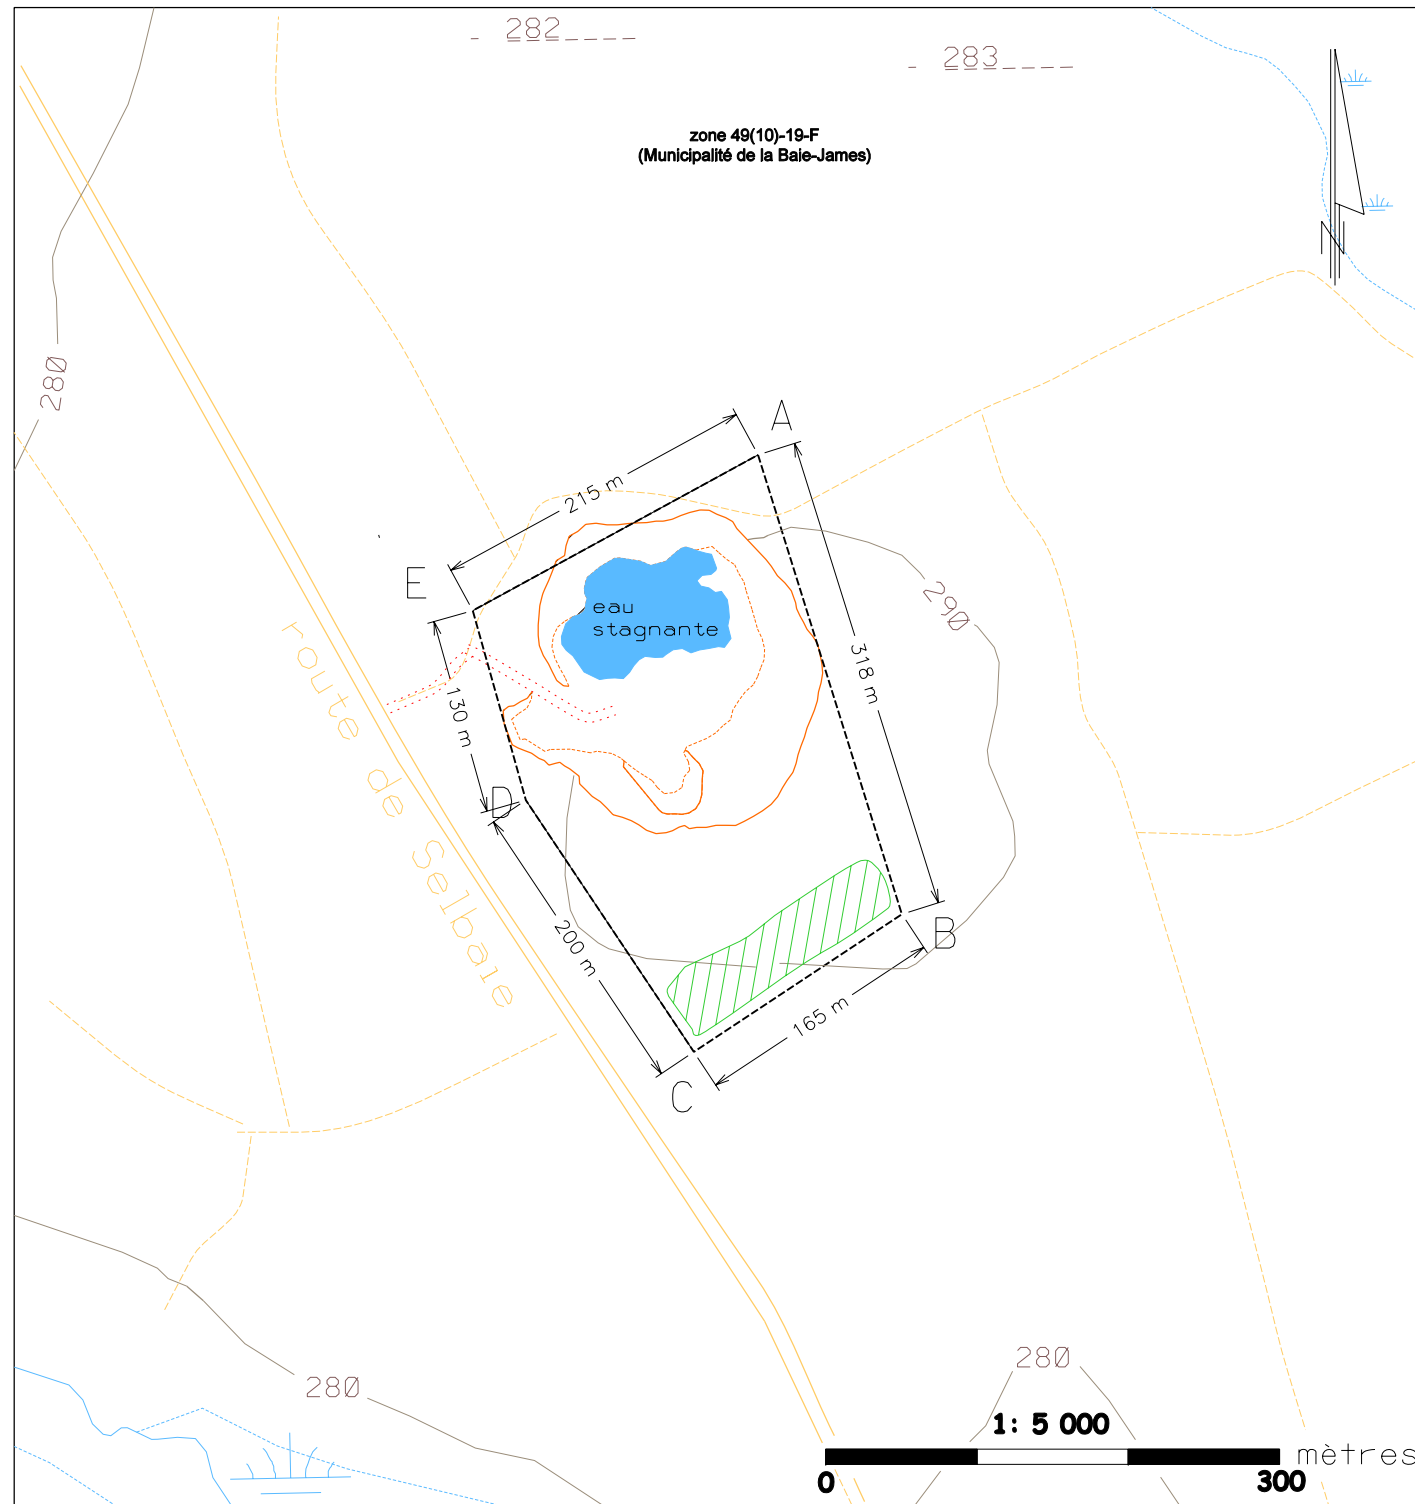 282
283
zone 49(10)-19-F
(Municipalité de la Baie-James)
N
280
A
215 m
E
290
eau
stagnante
route de Selbaie
318 m
130 m
D
B
200 m
165 m
C
280
280
1: 5 000
mètres
0
300